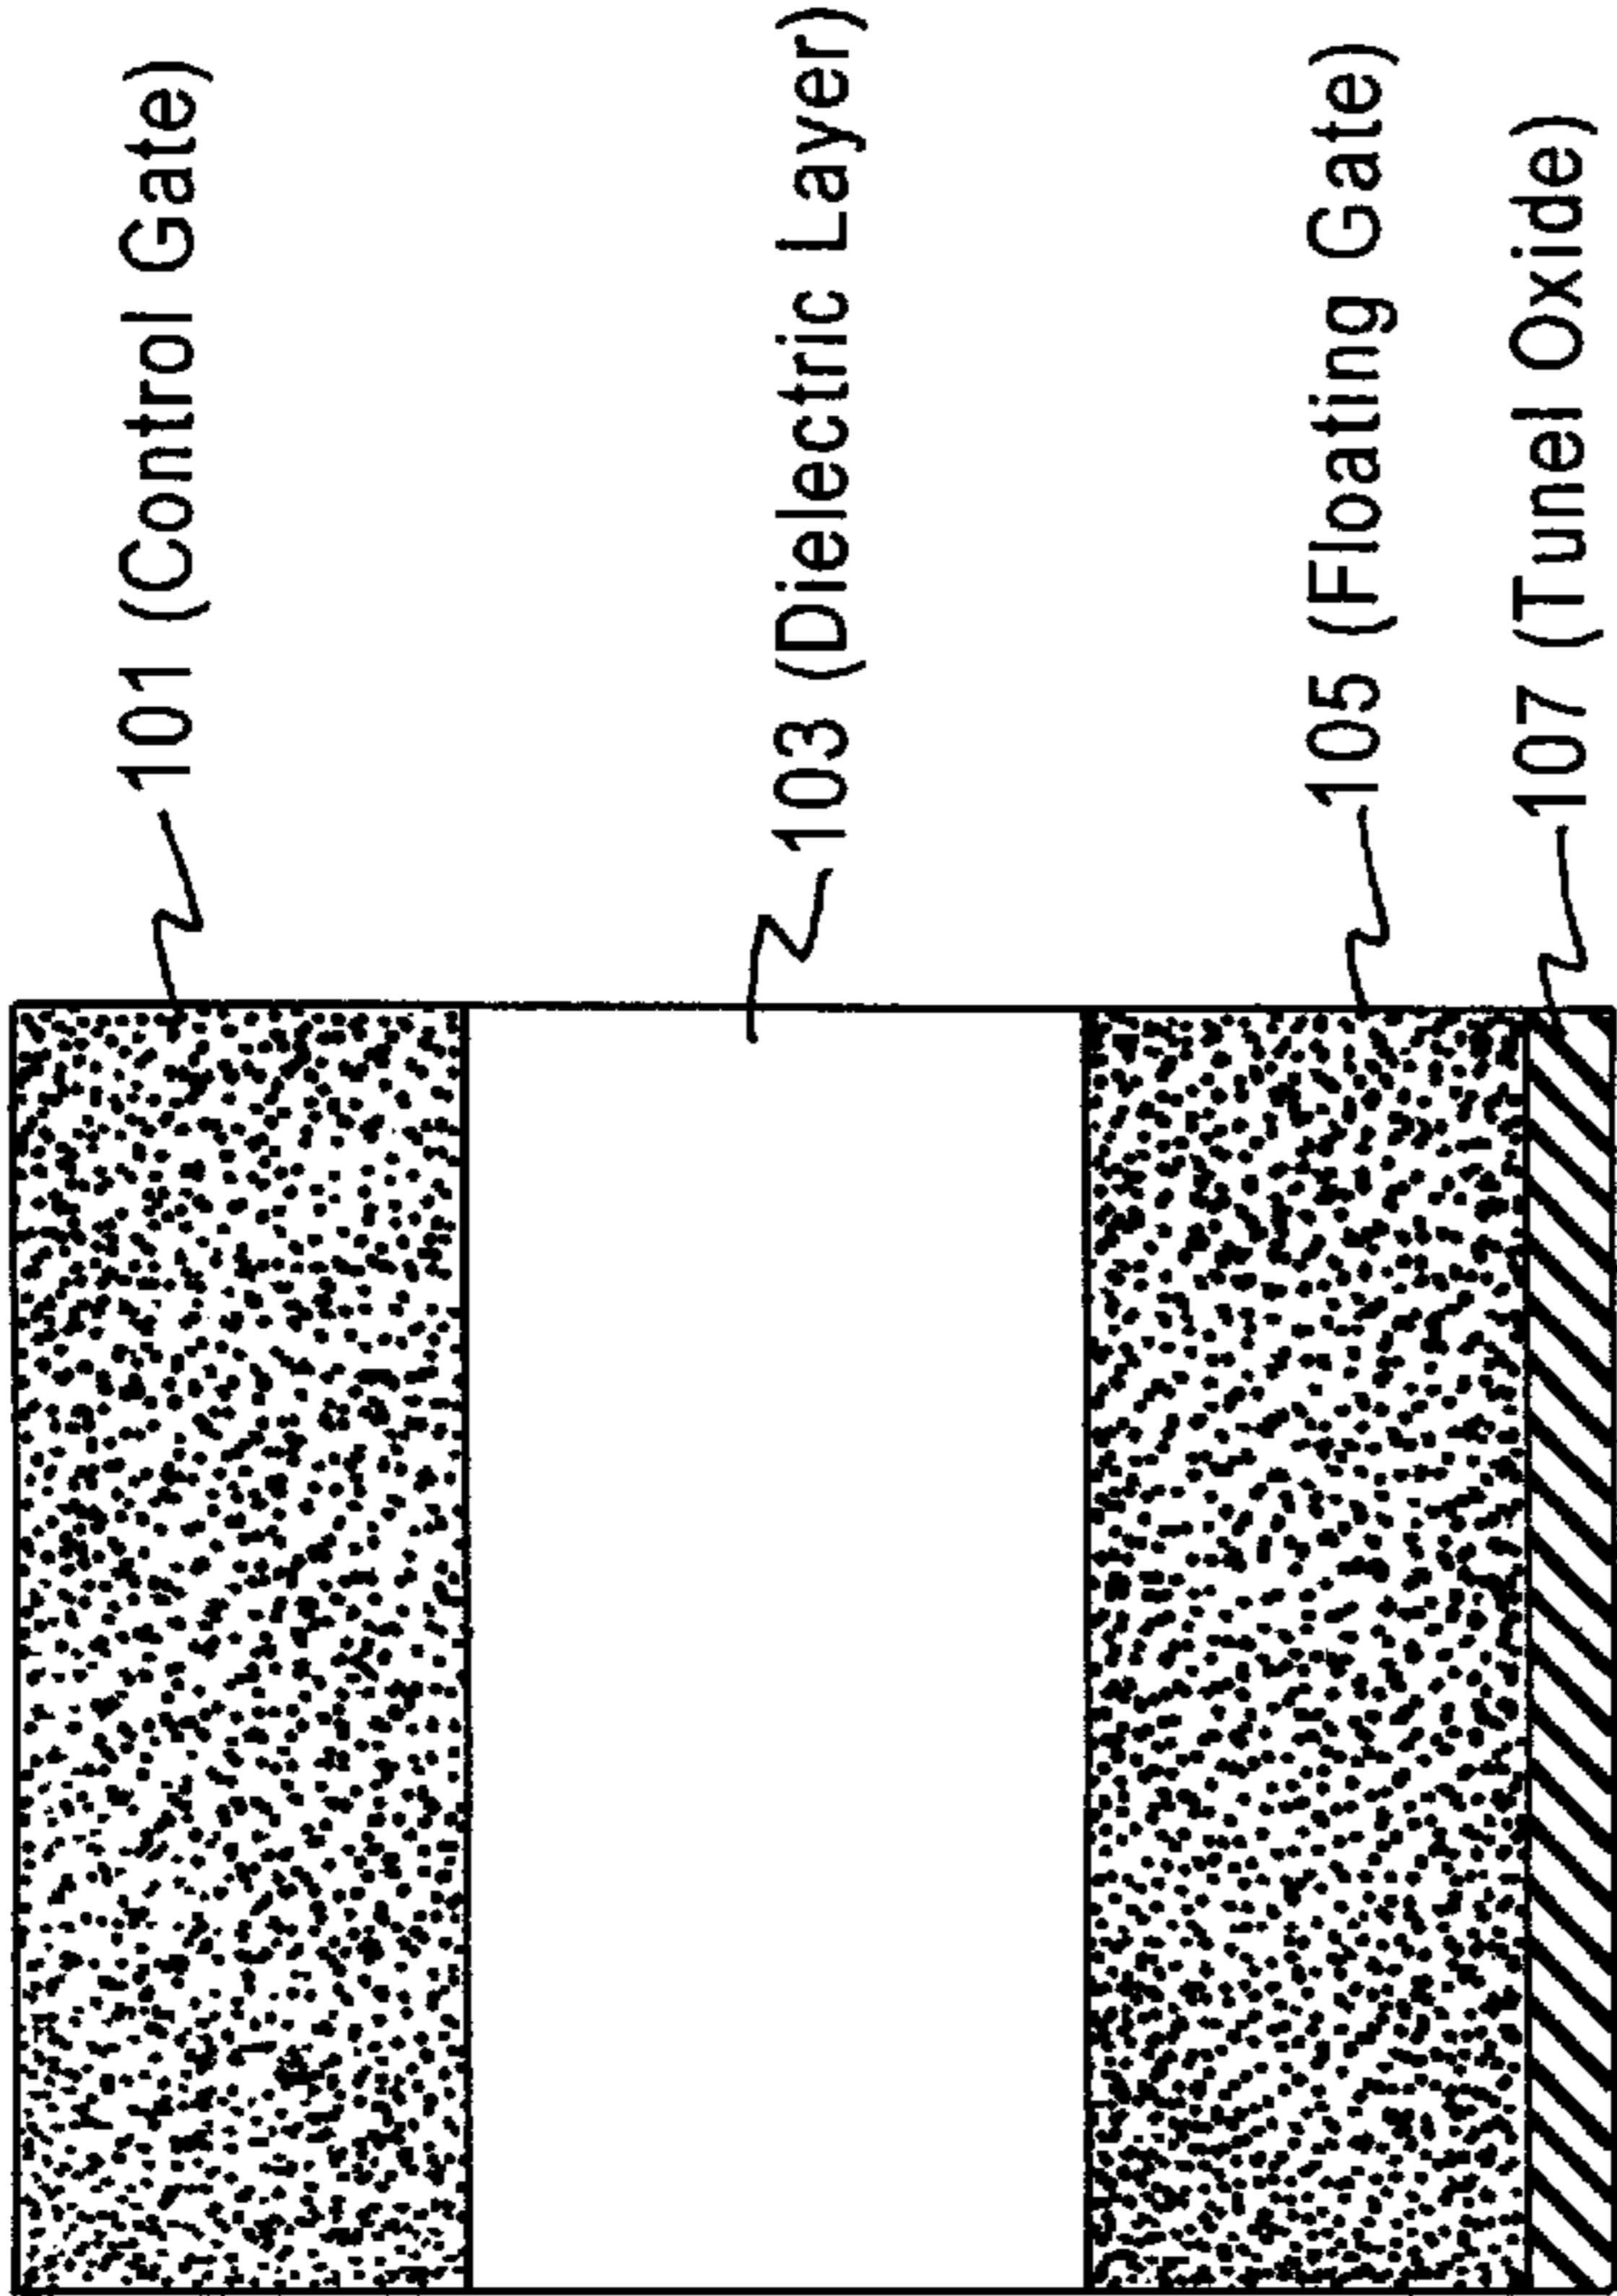 101 (Control Gate)
103 (Dielectric Layer)
105 (Floating Gate)
107 (Tunel Oxide)